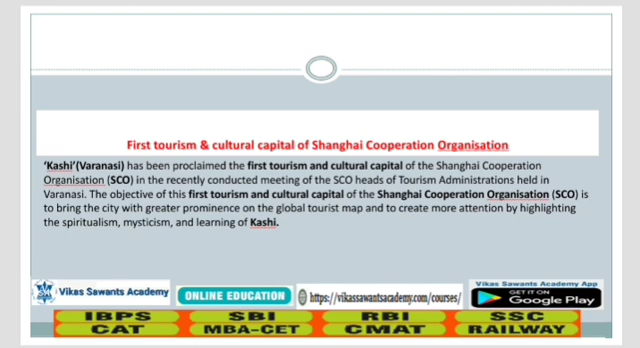 First tourism & cultural capital of Shanghai Cooperation Organisation
‘Kashi’(Varanasi) has been proclaimed the first tourism and cultural capital of the Shanghai Cooperation
Organisation (SCO) in the recently conducted meeting of the SCO heads of Tourism Administrations held in
Varanasi. The objective of this first tourism and cultural capital of the Shanghai Cooperation Organisation (SCO) is
to bring the city with greater prominence on the global tourist map and to create more attention by highlighting
the spiritualism, mysticism, and learning of Kashi.
Vikas Sawants Academy
ONLINE EDUCATION
https://vikassawantsacademy.com/courses/
Vikas Sawants Academy App
GET IT ON
Google Play
IBPS SBI RBI SSC
CAT MBA-CET CMAT RAILWAY